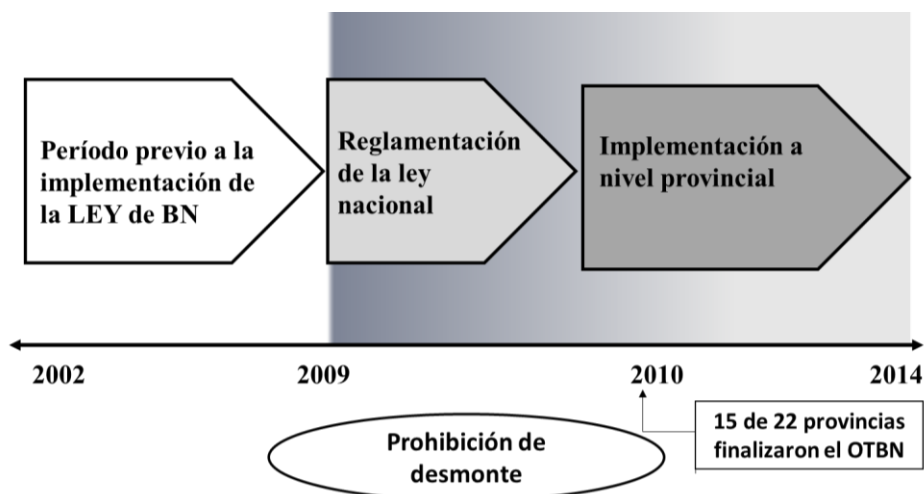 Período previo a la
implementación de
la LEY de BN
Reglamentación
de la ley
nacional
Implementación a
nivel provincial
2002
2009
2010
2014
15 de 22 provincias
finalizaron el OTBN
Prohibición de
desmonte